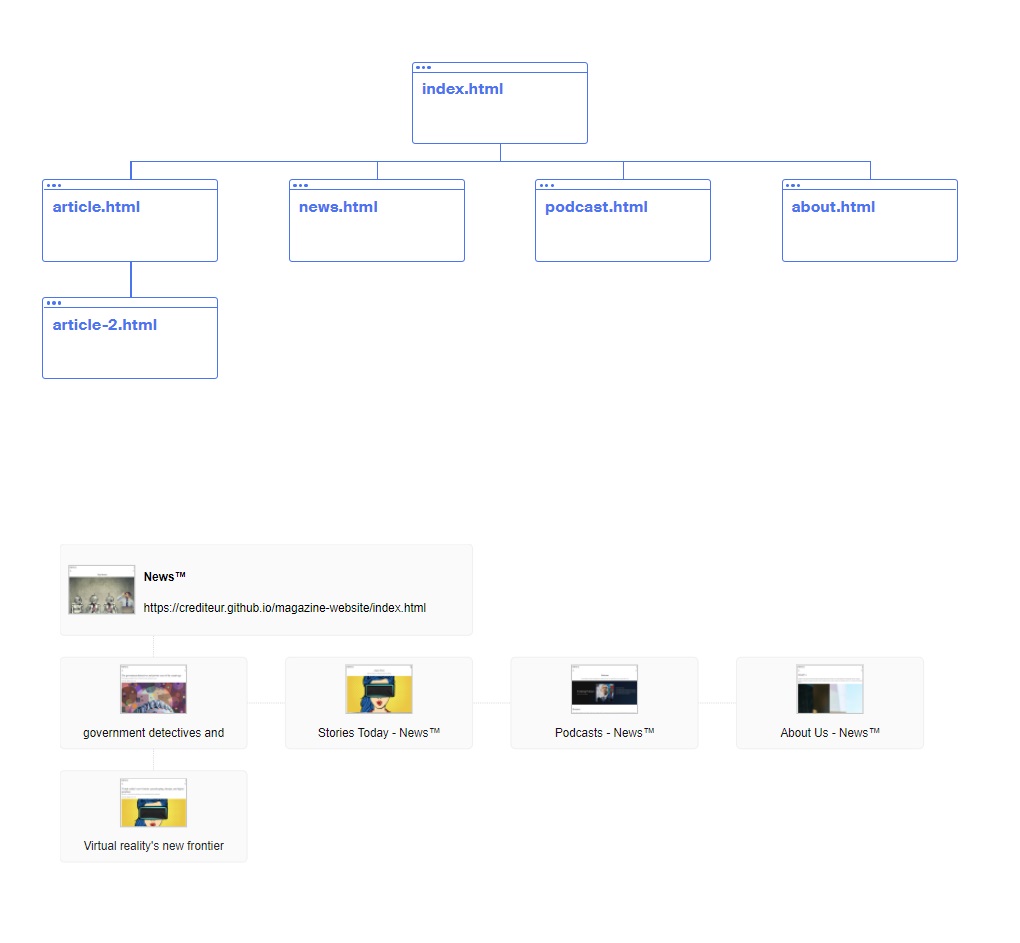 index.html
article.html
news.html
podcast.html
about.html
article-2.html
News™
https://crediteur.github.io/magazine-website/index.html
government detectives and
Stories Today - News™
Podcasts - News™
About Us - News™
Virtual reality's new frontier